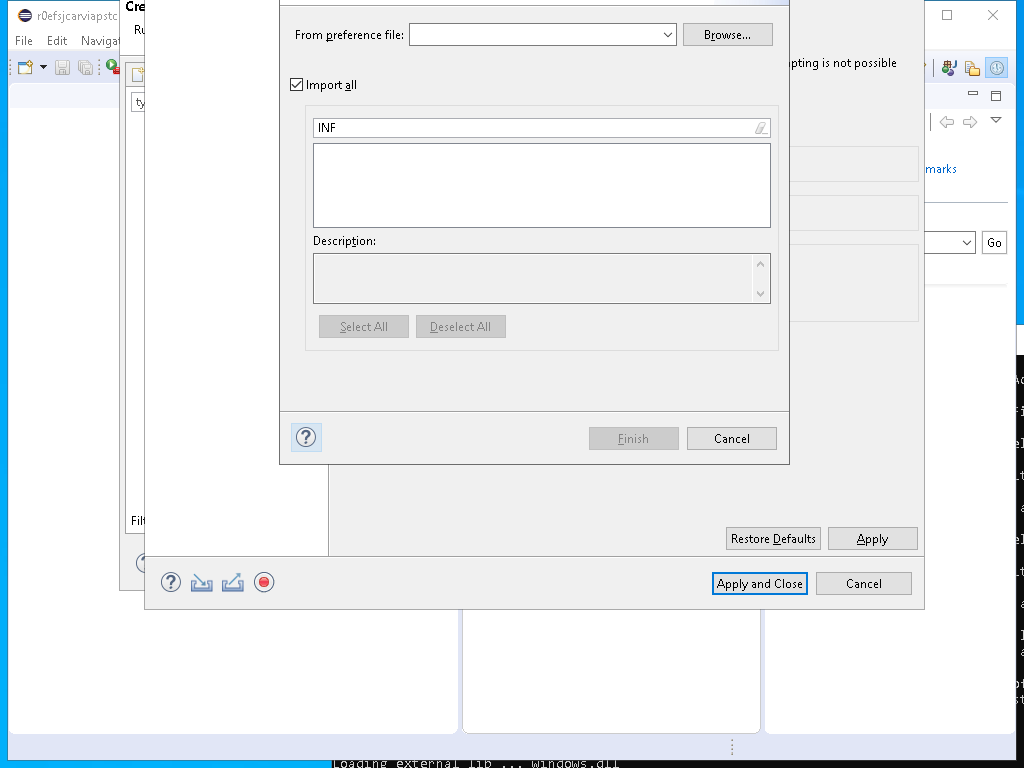 r0efsjcarviapstc
Cre
File Edit Navigat
Ru
From preference file:
Browse...
pting is not possible
Import all
ty
INF
marks
Description:
Go
Select All
Deselect All
Finish
Cancel
Filt
Restore Defaults
Apply
Apply and Close
Cancel
Loading external lib ... Windows.dll